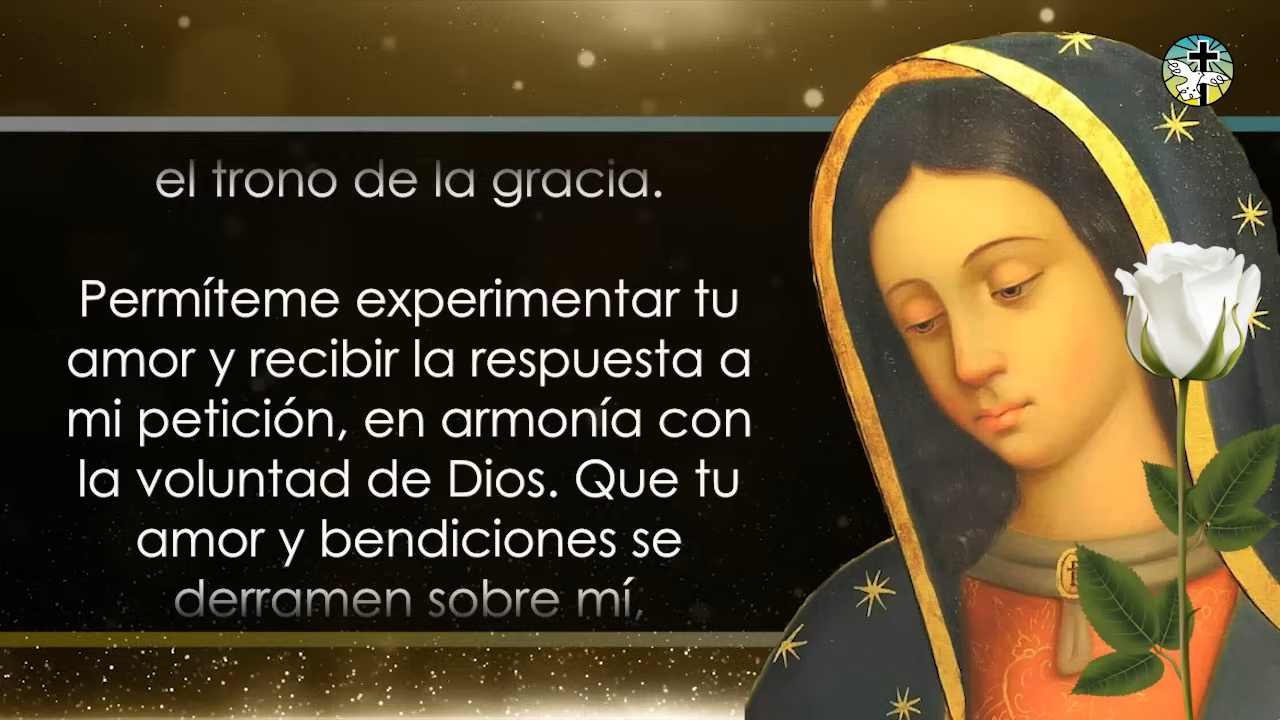 el trono de la gracia.
Permíteme experimentar tu
amor y recibir la respuesta a
mi petición, en armonía con
la voluntad de Dios. Que tu
amor y bendiciones se
derramen sobre mí,